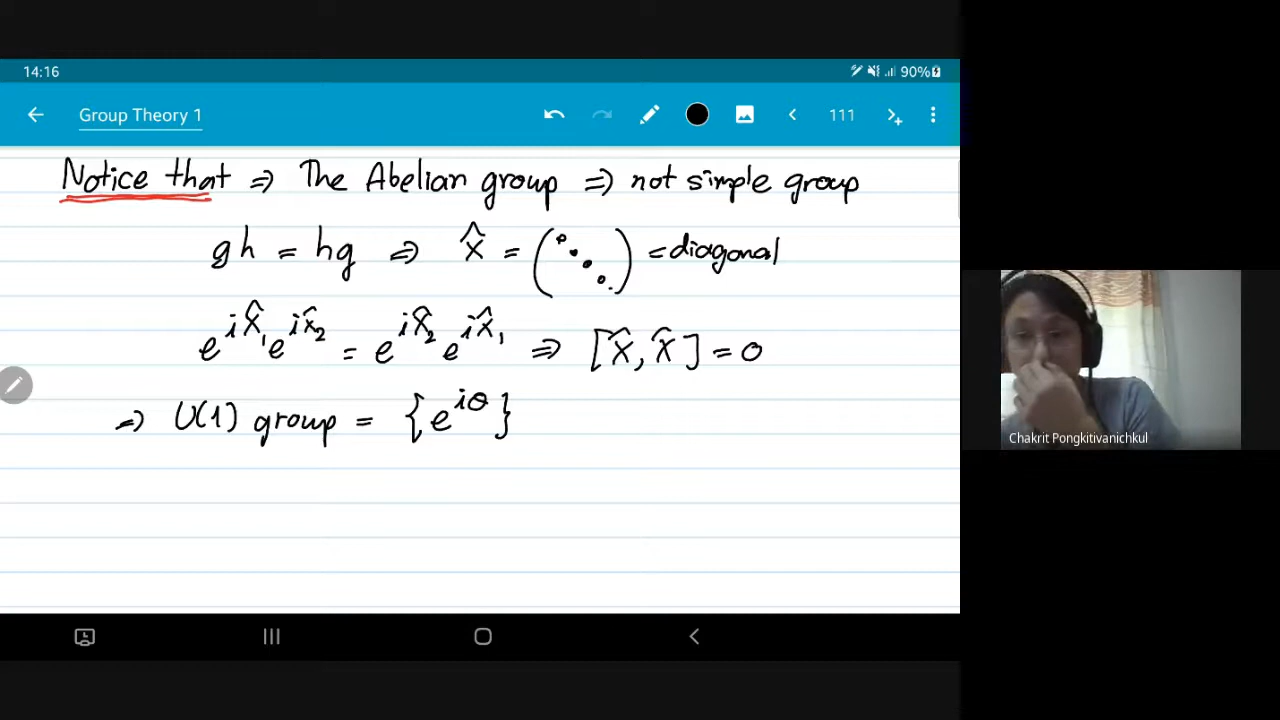 14:16
90%
Group Theory 1
111
Notice that ⇒ The Abelian group ⇒ not simple group
gh = hg ⇒ X̂ = ( ⋱ ) = diagonal
e^{iX̂₁} e^{iX̂₂} = e^{iX̂₂} e^{iX̂₁} ⇒ [X̂, X̂] = 0
⇒ U(1) group = {e^{iθ}}
Chakrit Pongkitivanichkul